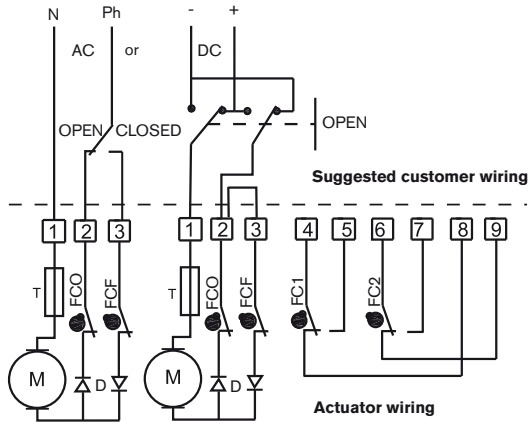 N Ph - +
AC or DC
OPEN CLOSED
OPEN
Suggested customer wiring
1 2 3 1 2 3 4 5 6 7 8 9
T FCO FCF T FCO FCF FC1 FC2
M D M D
Actuator wiring